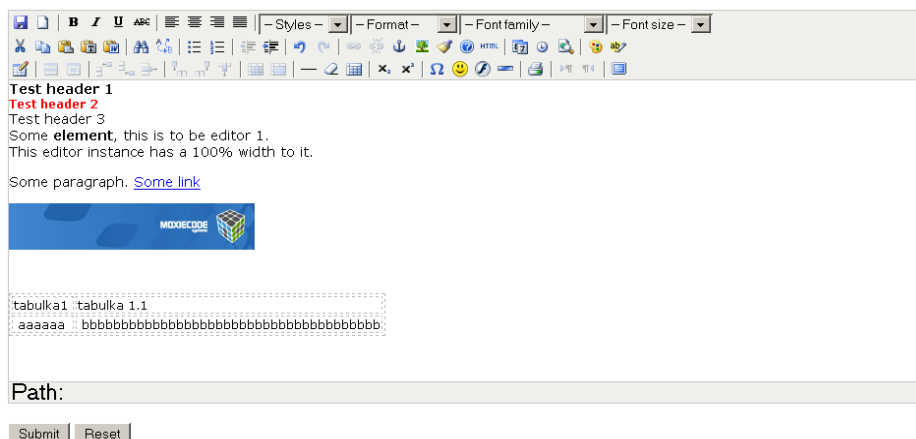 B I U ABC – Styles – – Format – – Font family – – Font size –
HTML
Test header 1
Test header 2
Test header 3
Some element, this is to be editor 1.
This editor instance has a 100% width to it.
Some paragraph. Some link
MOXIECODE
tabulka1 tabulka 1.1
aaaaaa bbbbbbbbbbbbbbbbbbbbbbbbbbbbbbbbbbbbbb
Path:
Submit Reset